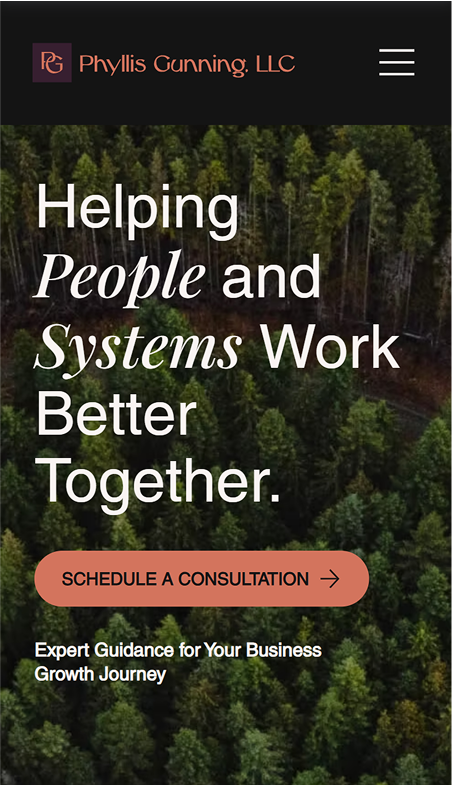 PG Phyllis Gunning, LLC
Helping
People and
Systems Work
Better
Together.
SCHEDULE A CONSULTATION
Expert Guidance for Your Business
Growth Journey